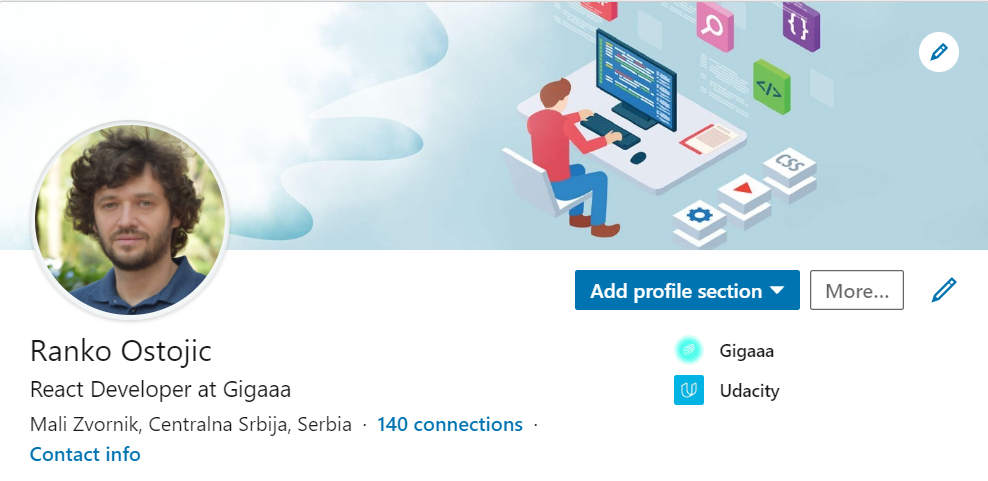 {}
</>
CSS
Add profile section
More...
Ranko Ostojic
Gigaaa
React Developer at Gigaaa
Udacity
Mali Zvornik, Centralna Srbija, Serbia · 140 connections ·
Contact info